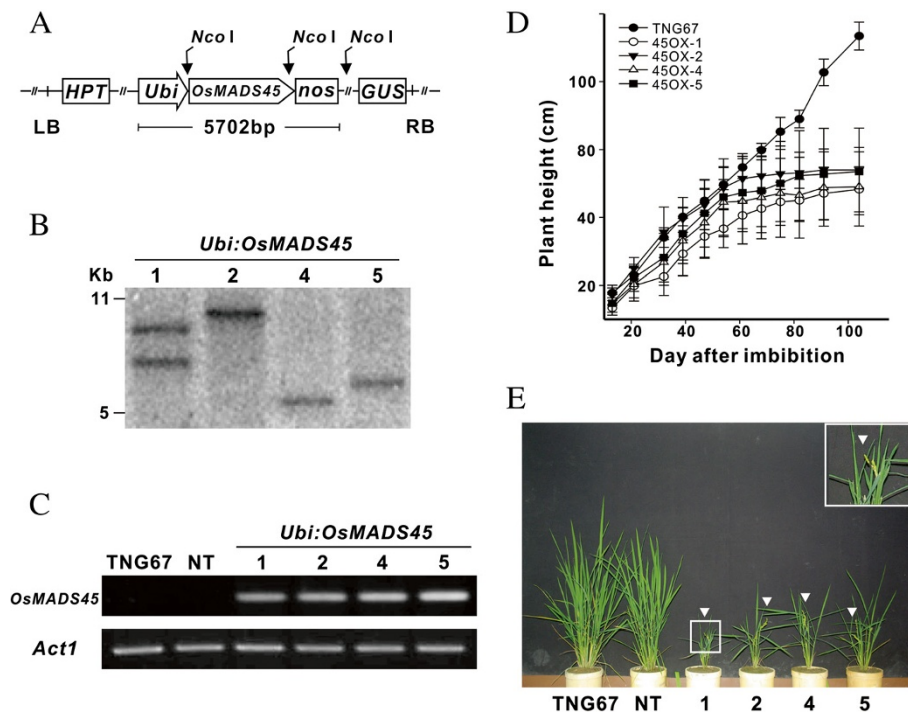 A
Nco I Nco I Nco I
HPT Ubi OsMADS45 nos GUS
LB 5702bp RB
B
Ubi:OsMADS45
Kb 1 2 4 5
11
5
C
Ubi:OsMADS45
TNG67 NT 1 2 4 5
OsMADS45
Act1
D
TNG67
45OX-1
45OX-2
45OX-4
45OX-5
Plant height (cm)
100
80
40
20
20 40 60 80 100
Day after imbibition
E
TNG67 NT 1 2 4 5